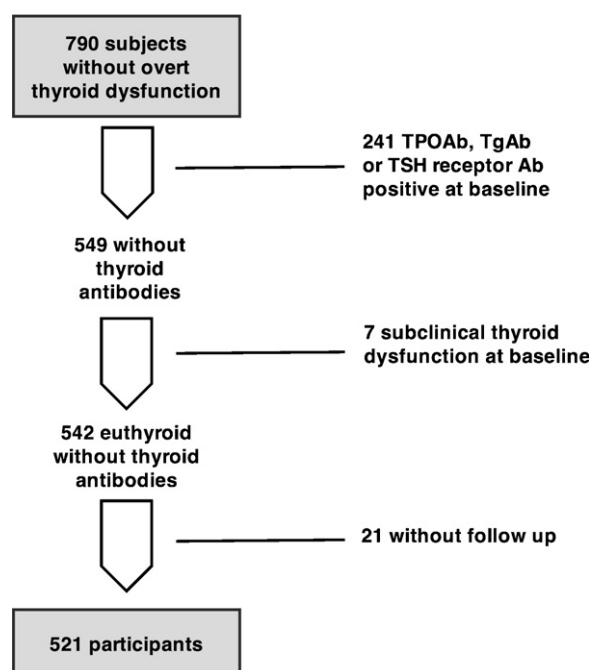 790 subjects
without overt
thyroid dysfunction
241 TPOAb, TgAb
or TSH receptor Ab
positive at baseline
549 without
thyroid
antibodies
7 subclinical thyroid
dysfunction at baseline
542 euthyroid
without thyroid
antibodies
21 without follow up
521 participants